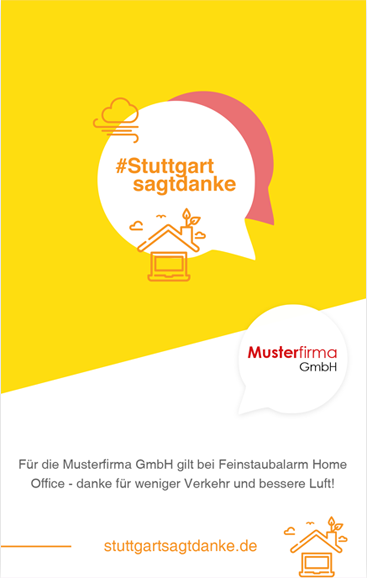 #Stuttgart
sagtdanke
Musterfirma
GmbH
Für die Musterfirma GmbH gilt bei Feinstaubalarm Home
Office - danke für weniger Verkehr und bessere Luft!
stuttgartsagtdanke.de